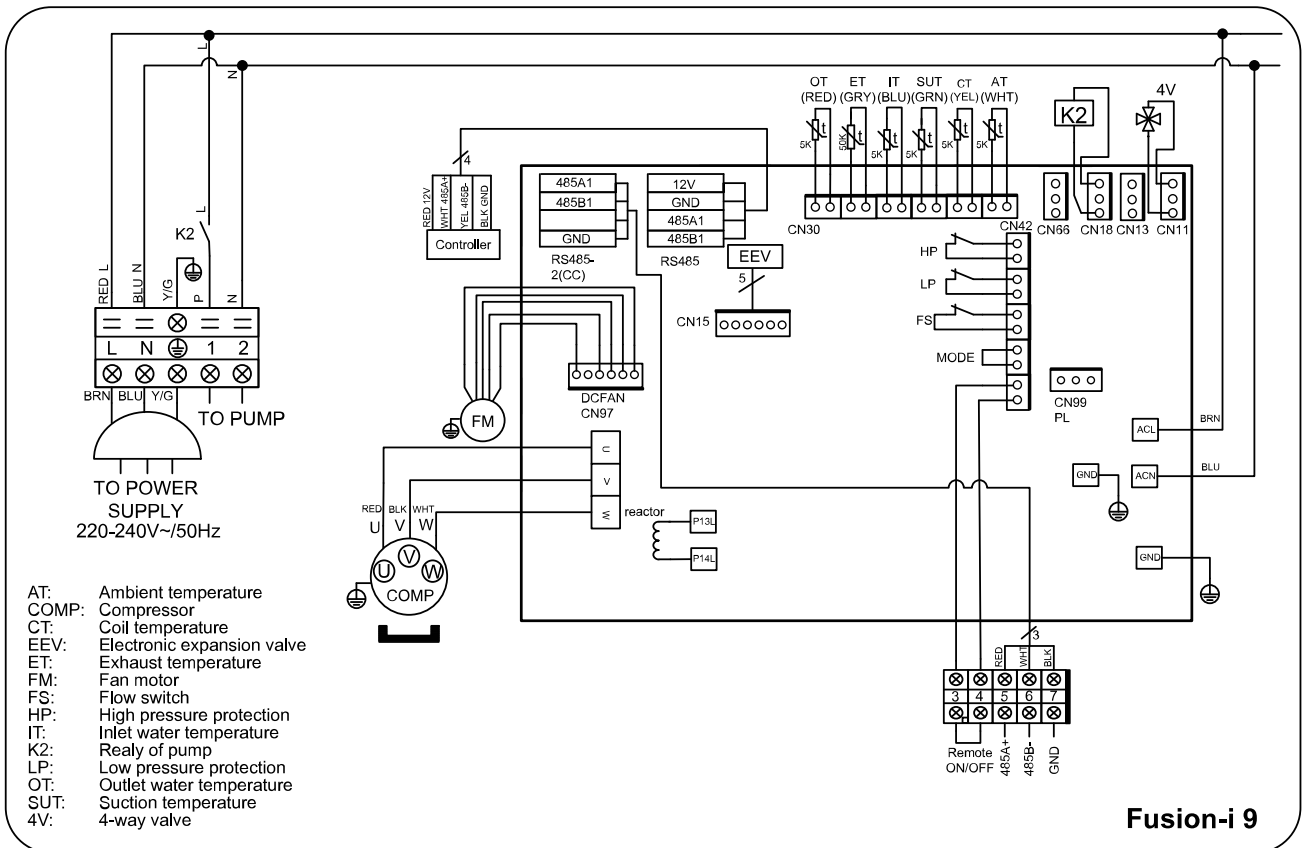 L
N
OT ET IT SUT CT AT
(RED) (GRY) (BLU) (GRN) (YEL) (WHT)
5K 50K 5K 5K 5K 5K
t t t t t t
K2
4V
4
RED 12V
WHT 485A+
YEL 485B-
BLK GND
Controller
485A1
485B1
GND
RS485-
2(CC)
12V
GND
485A1
485B1
RS485
EEV
5
CN15
CN30
CN42
CN66
CN18
CN13
CN11
HP
LP
FS
MODE
CN99
PL
K2
L
RED L
BLU N
Y/G
P
N
L N 1 2
BRN BLU Y/G
TO PUMP
TO POWER
SUPPLY
220-240V~/50Hz
DCFAN
CN97
FM
U
V
W
reactor
P13L
P14L
RED BLK WHT
U V W
U V W
COMP
ACL
BRN
ACN
BLU
GND
GND
3
RED
WHT
BLK
3 4 5 6 7
Remote
ON/OFF
485A+
485B-
GND
AT: Ambient temperature
COMP: Compressor
CT: Coil temperature
EEV: Electronic expansion valve
ET: Exhaust temperature
FM: Fan motor
FS: Flow switch
HP: High pressure protection
IT: Inlet water temperature
K2: Realy of pump
LP: Low pressure protection
OT: Outlet water temperature
SUT: Suction temperature
4V: 4-way valve
Fusion-i 9